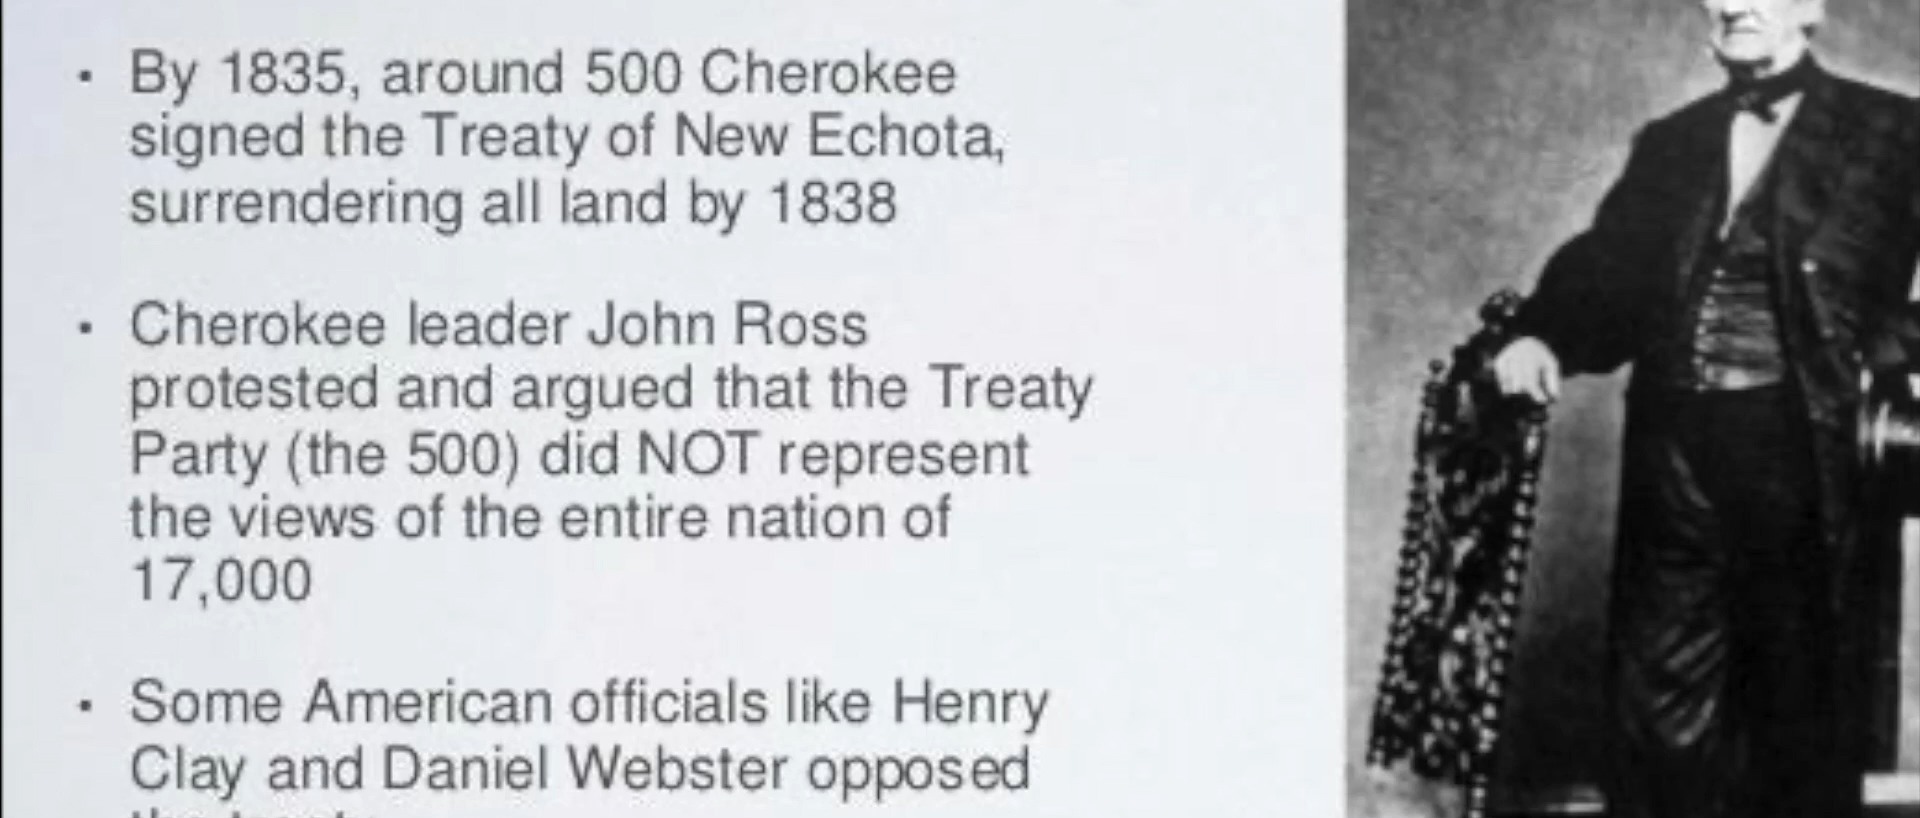 · By 1835, around 500 Cherokee
signed the Treaty of New Echota,
surrendering all land by 1838
· Cherokee leader John Ross
protested and argued that the Treaty
Party (the 500) did NOT represent
the views of the entire nation of
17,000
· Some American officials like Henry
Clay and Daniel Webster opposed